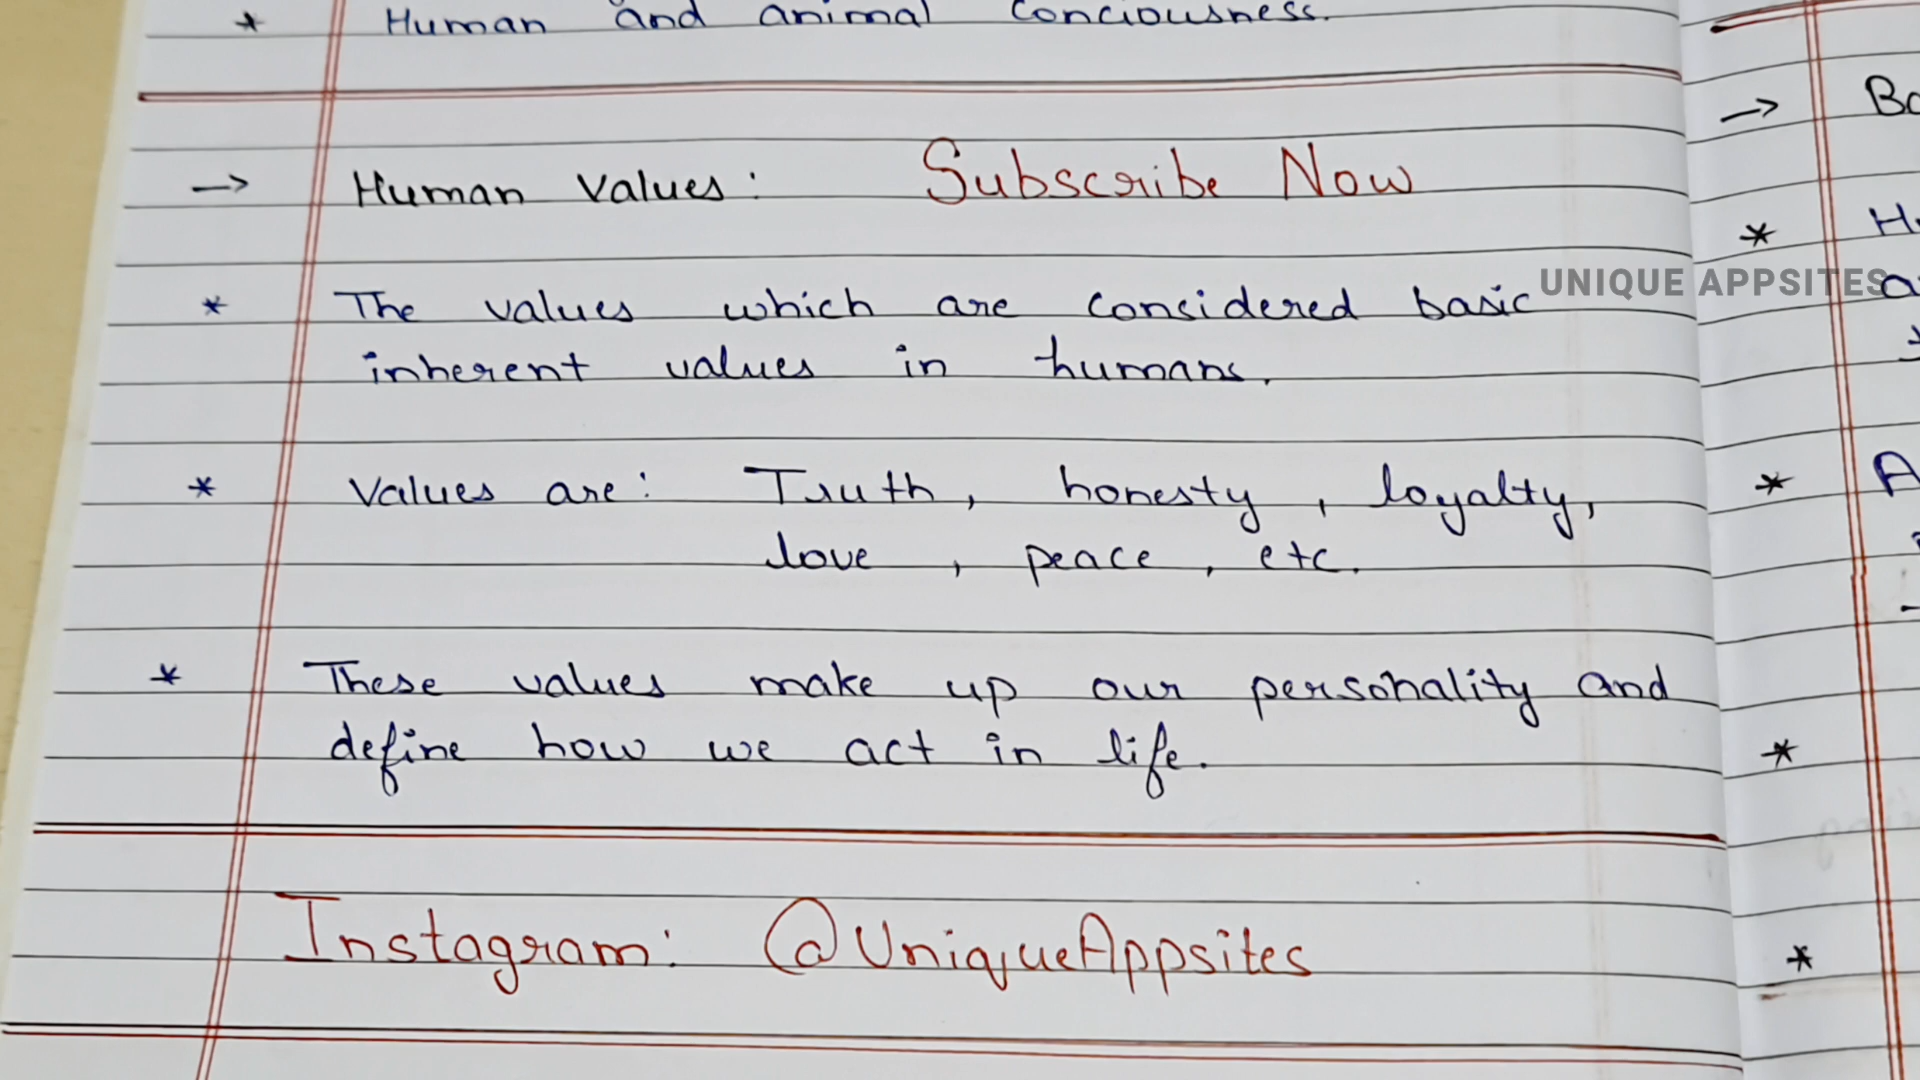 * Human and animal Conciousness.
→ Human Values: Subscribe Now
* The values which are considered basic
inherent values in humans.
* Values are: Truth, honesty, loyalty,
love, peace, etc.
* These values make up our personality and
define how we act in life.
Instagram: @UniqueAppsites
UNIQUE APPSITES
→
*
*
*
*